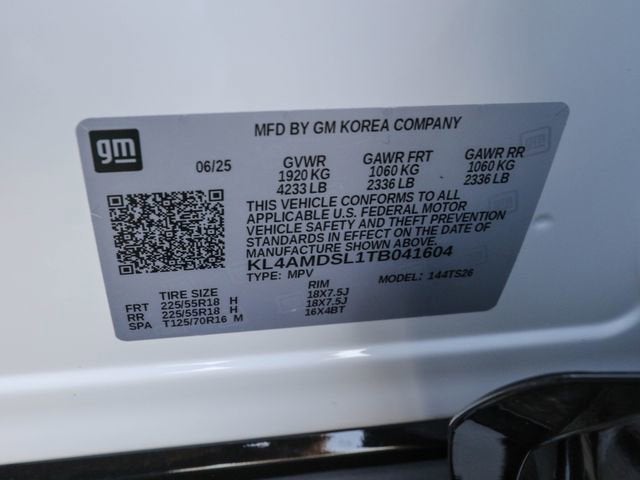 gm
MFD BY GM KOREA COMPANY
06/25 GVWR GAWR FRT GAWR RR
1920 KG 1060 KG 1060 KG
4233 LB 2336 LB 2336 LB
THIS VEHICLE CONFORMS TO ALL
APPLICABLE U.S. FEDERAL MOTOR
VEHICLE SAFETY AND THEFT PREVENTION
STANDARDS IN EFFECT ON THE DATE OF
MANUFACTURE SHOWN ABOVE.
KL4AMDSL1TB041604
TYPE: MPV MODEL: 144TS26
TIRE SIZE RIM
FRT 225/55R18 H 18X7.5J
RR 225/55R18 H 18X7.5J
SPA T125/70R16 M 16X4BT